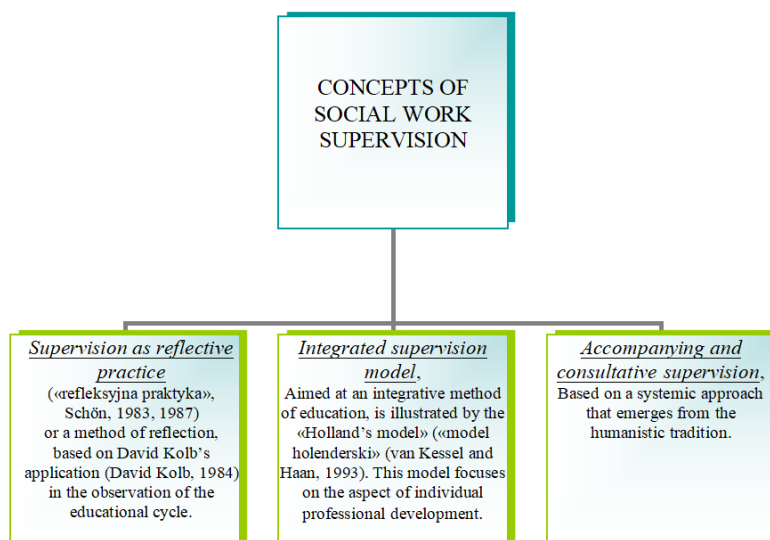 CONCEPTS OF
SOCIAL WORK
SUPERVISION
Supervision as reflective
practice
(«refleksyjna praktyka»,
Schön, 1983, 1987)
or a method of reflection,
based on David Kolb’s
application (David Kolb, 1984)
in the observation of the
educational cycle.
Integrated supervision
model,
Aimed at an integrative method
of education, is illustrated by the
«Holland’s model» («model
holenderski» (van Kessel and
Haan, 1993). This model focuses
on the aspect of individual
professional development.
Accompanying and
consultative supervision,
Based on a systemic approach
that emerges from the
humanistic tradition.